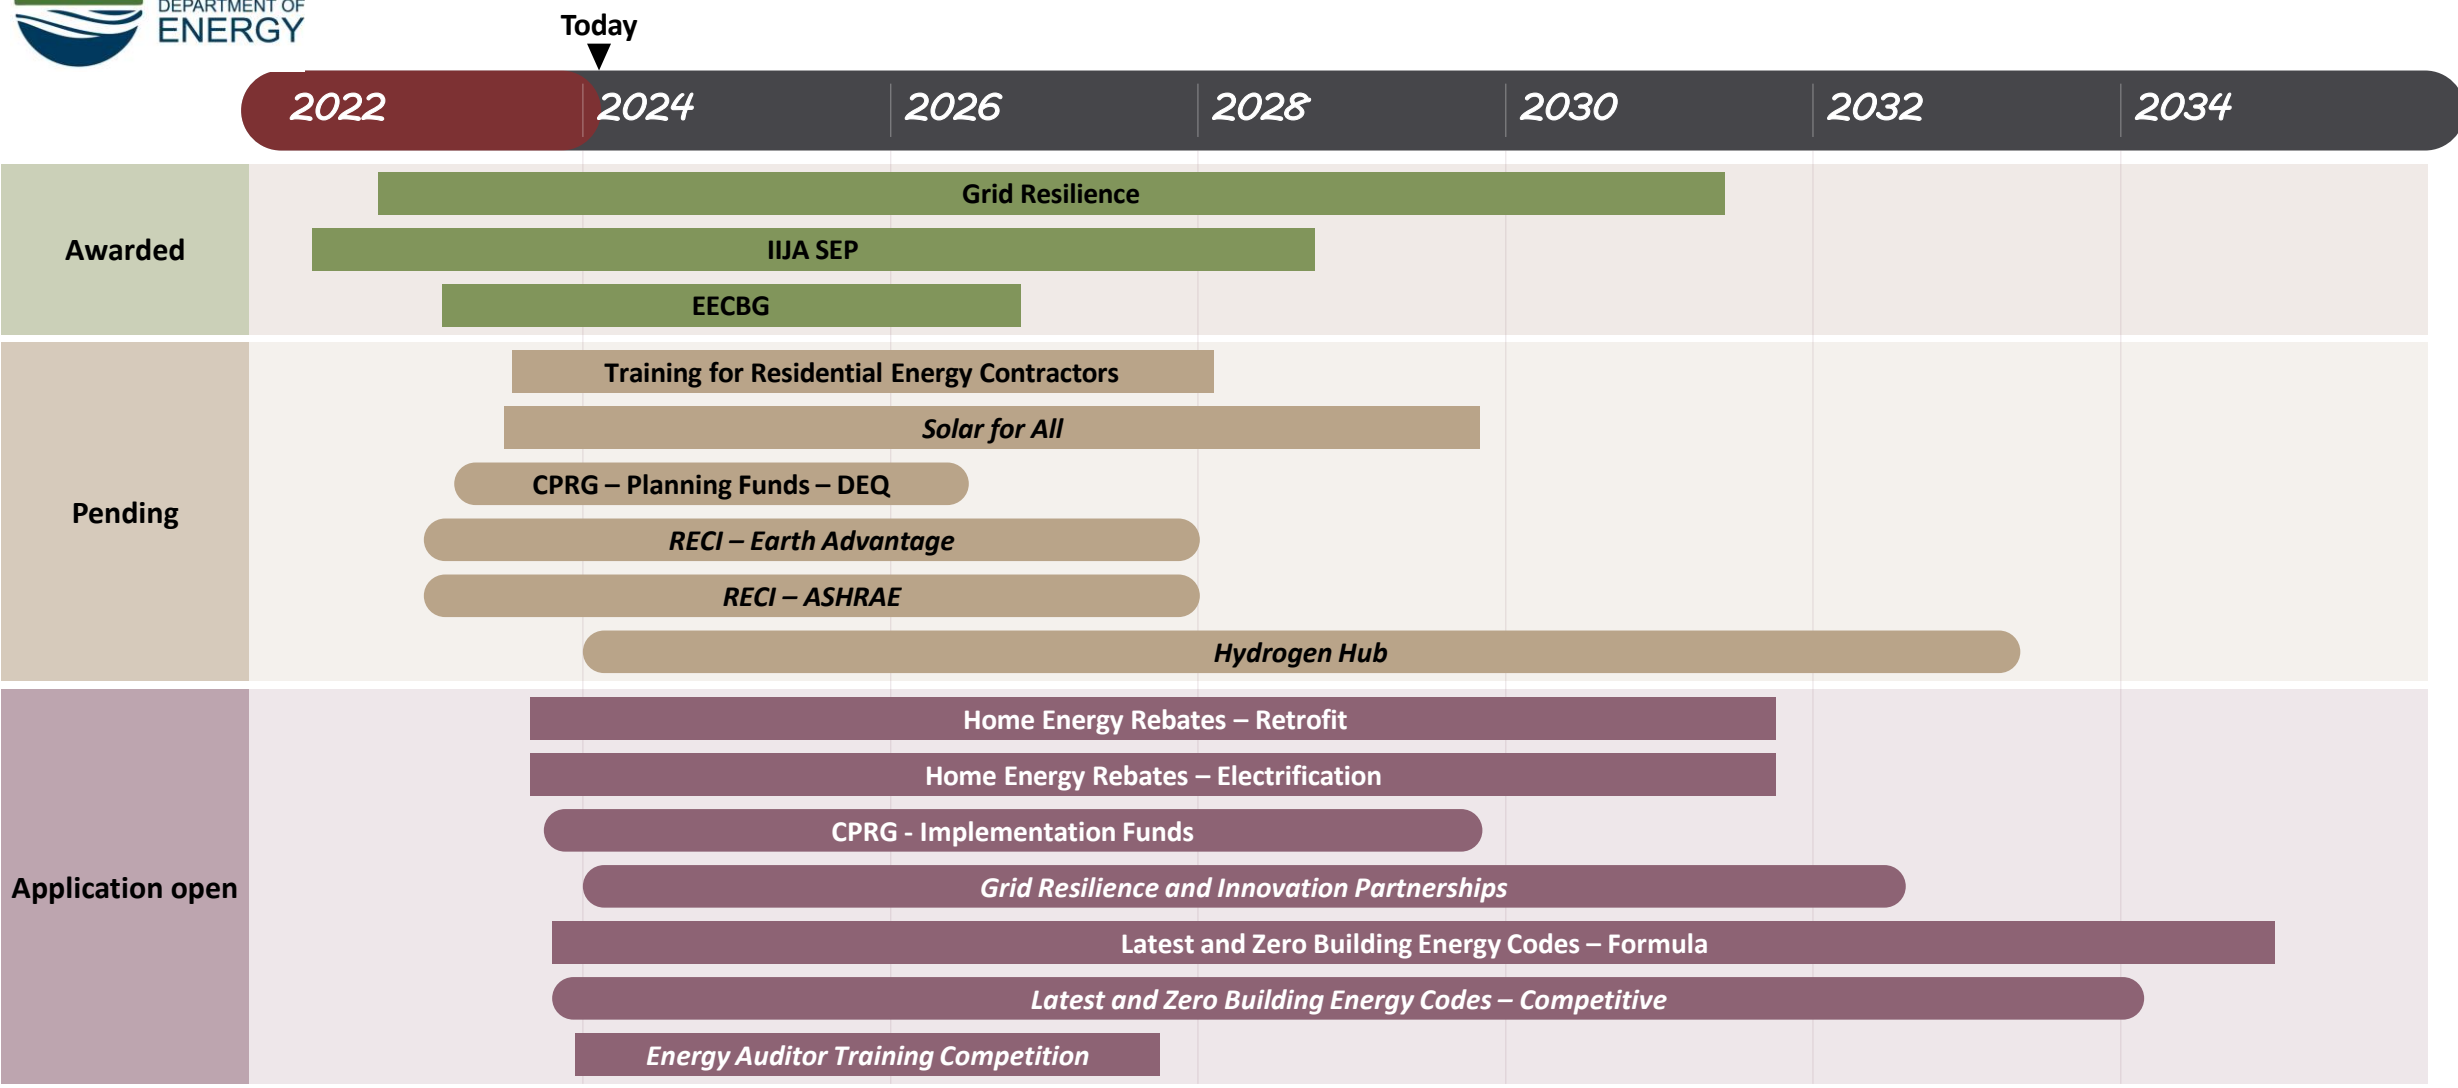 DEPARTMENT OF
ENERGY
Today
2022 2024 2026 2028 2030 2032 2034
Awarded
Grid Resilience
IIJA SEP
EECBG
Pending
Training for Residential Energy Contractors
Solar for All
CPRG – Planning Funds – DEQ
RECI – Earth Advantage
RECI – ASHRAE
Hydrogen Hub
Application open
Home Energy Rebates – Retrofit
Home Energy Rebates – Electrification
CPRG - Implementation Funds
Grid Resilience and Innovation Partnerships
Latest and Zero Building Energy Codes – Formula
Latest and Zero Building Energy Codes – Competitive
Energy Auditor Training Competition